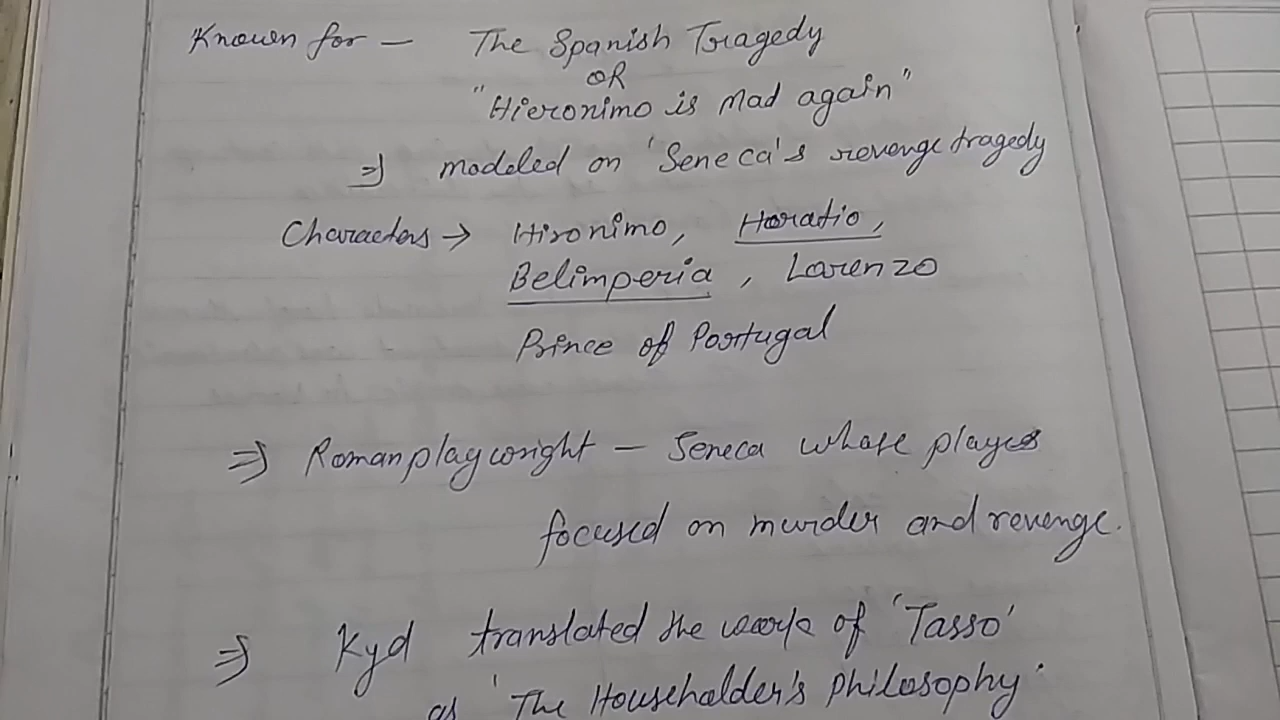 Known for — The Spanish Tragedy
OR
"Hieronimo is Mad again"
⇒ modeled on 'Seneca's revenge tragedy
Characters → Hironimo, Horatio,
Belimperia, Lorenzo
Prince of Portugal
⇒ Roman playwright — Seneca whose playes
focused on murder and revenge.
⇒ Kyd translated the work of 'Tasso'
as 'The Householder's Philosophy'